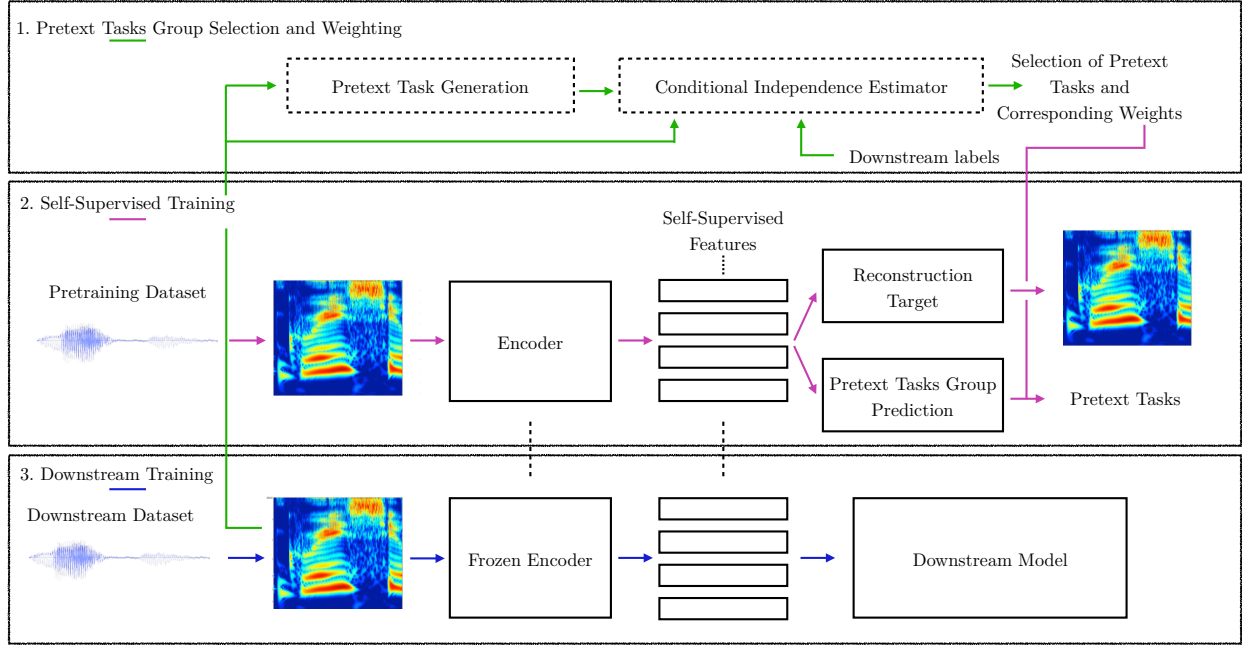 1. Pretext Tasks Group Selection and Weighting
Pretext Task Generation
Conditional Independence Estimator
Selection of Pretext
Tasks and
Corresponding Weights
Downstream labels
2. Self-Supervised Training
Self-Supervised
Features
Pretraining Dataset
Encoder
Reconstruction
Target
Pretext Tasks Group
Prediction
Pretext Tasks
3. Downstream Training
Downstream Dataset
Frozen Encoder
Downstream Model